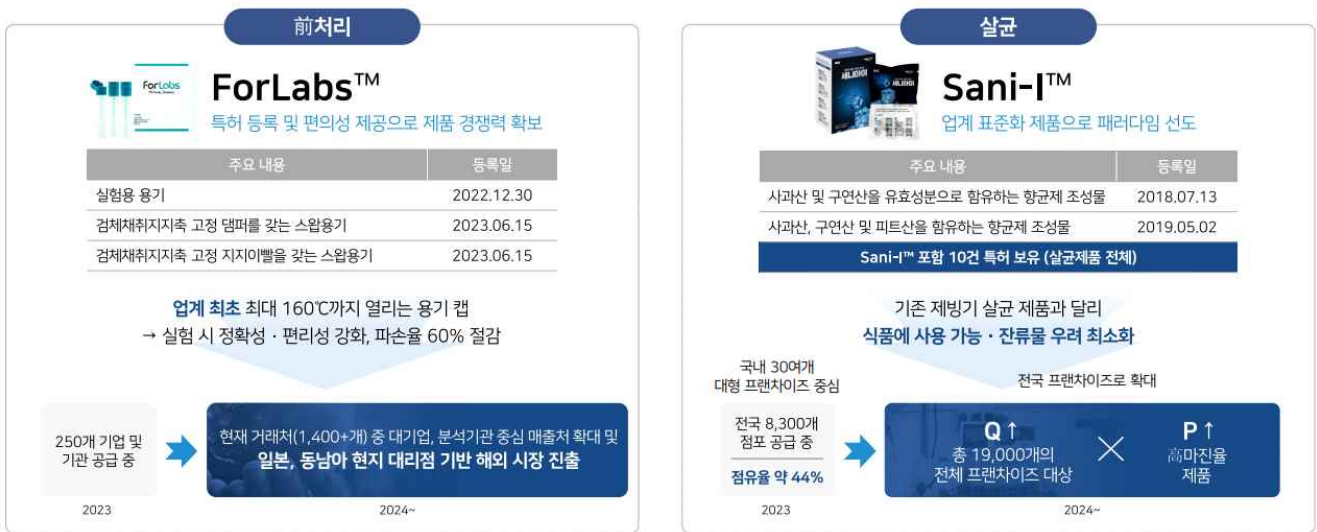 前처리
ForLabs
ForLabs™
특허 등록 및 편의성 제공으로 제품 경쟁력 확보
주요 내용 등록일
실험용 용기 2022.12.30
검체채취지지축 고정 댐퍼를 갖는 스왑용기 2023.06.15
검체채취지지축 고정 지지이빨을 갖는 스왑용기 2023.06.15
업계 최초 최대 160℃까지 열리는 용기 캡
→ 실험 시 정확성 · 편리성 강화, 파손율 60% 절감
250개 기업 및
기관 공급 중
현재 거래처(1,400+개) 중 대기업, 분석기관 중심 매출처 확대 및
일본, 동남아 현지 대리점 기반 해외 시장 진출
2023 2024~
살균
세니아이
Sani-I™
업계 표준화 제품으로 패러다임 선도
주요 내용 등록일
사과산 및 구연산을 유효성분으로 함유하는 향균제 조성물 2018.07.13
사과산, 구연산 및 피트산을 함유하는 향균제 조성물 2019.05.02
Sani-I™ 포함 10건 특허 보유 (살균제품 전체)
기존 제빙기 살균 제품과 달리
식품에 사용 가능 · 잔류물 우려 최소화
국내 30여개
대형 프랜차이즈 중심
전국 프랜차이즈로 확대
전국 8,300개
점포 공급 중
점유율 약 44%
Q ↑
총 19,000개의
전체 프랜차이즈 대상
×
P ↑
高마진율
제품
2023 2024~